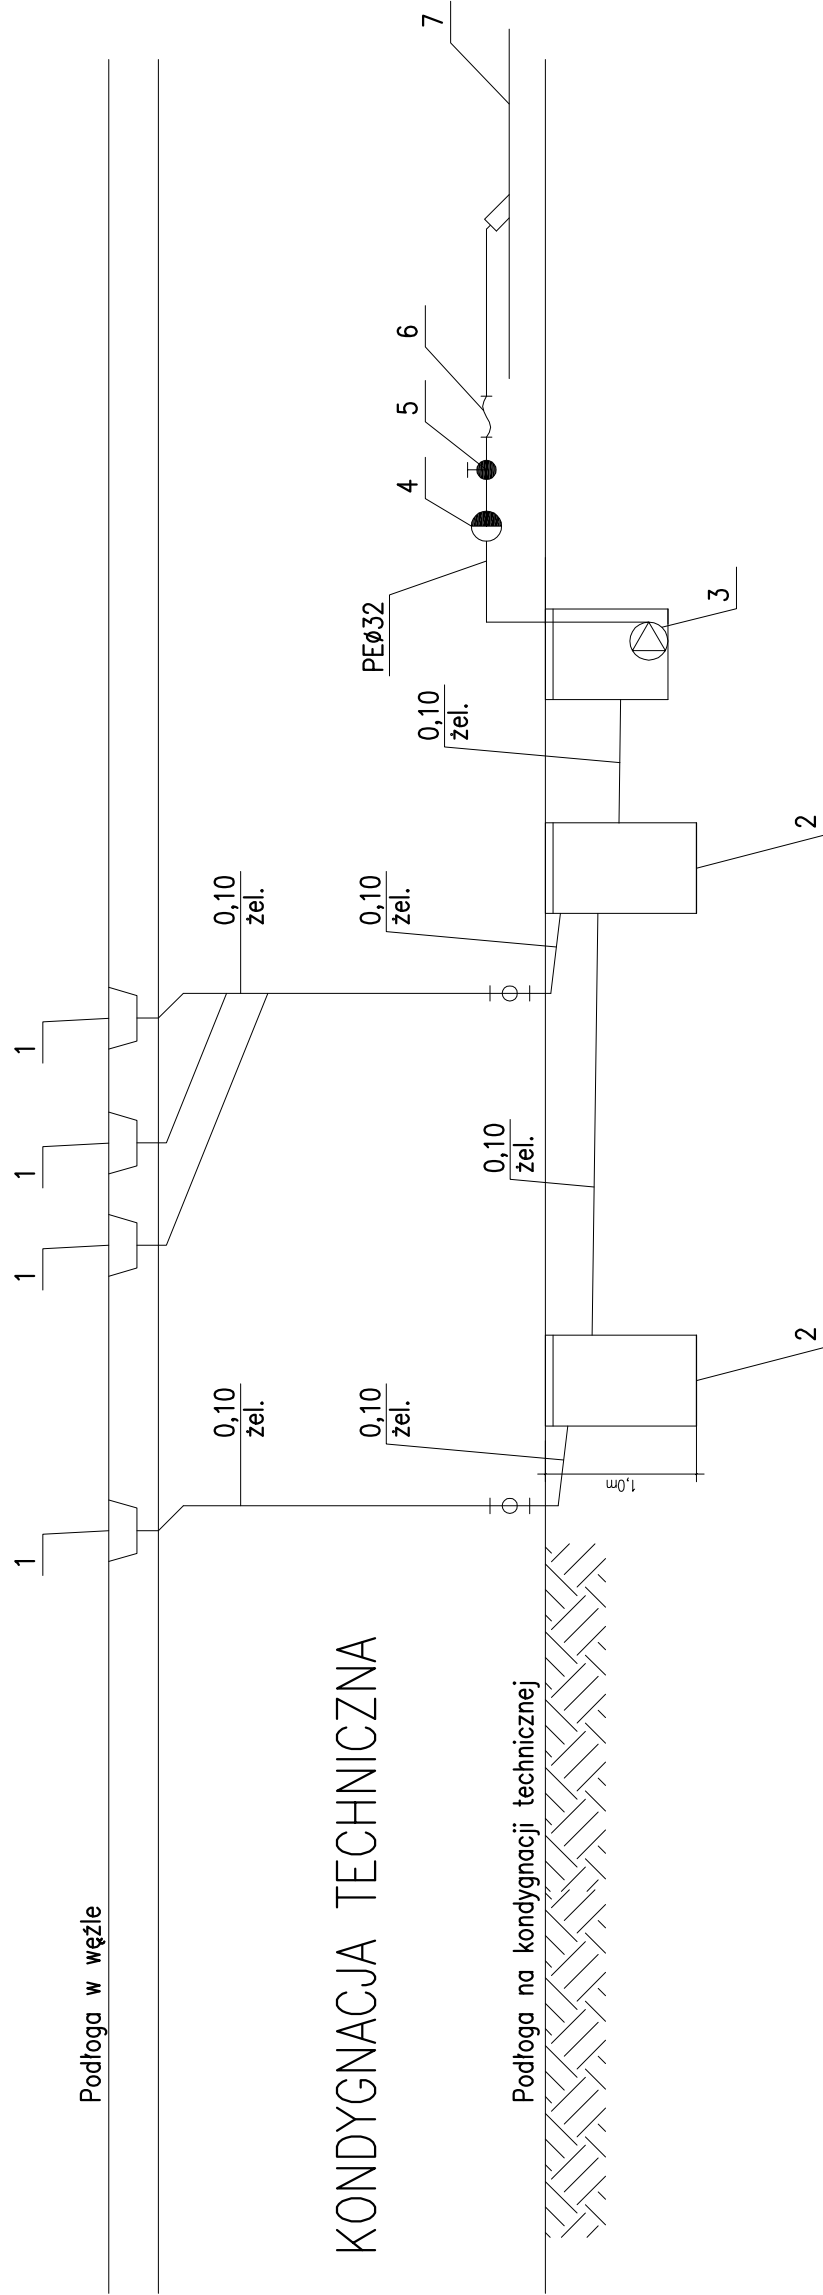 Podłoga w węźle
1
1
1
1
0,10
żel.
0,10
żel.
KONDYGNACJA TECHNICZNA
0,10
żel.
0,10
żel.
PEø32
4
5
6
7
0,10
żel.
0,10
żel.
Podłoga na kondygnacji technicznej
1,0m
3
2
2